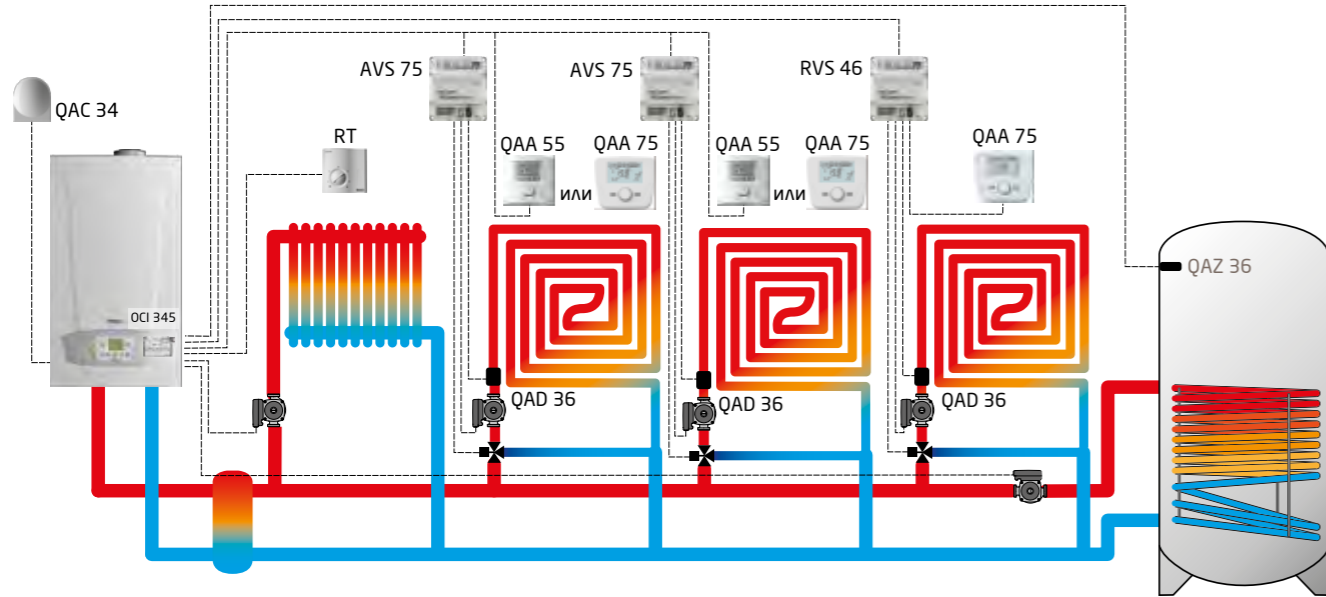 AVS 75
AVS 75
RVS 46
QAC 34
RT
QAA 55
или
QAA 75
QAA 55
или
QAA 75
QAA 75
QAZ 36
OCI 345
QAD 36
QAD 36
QAD 36